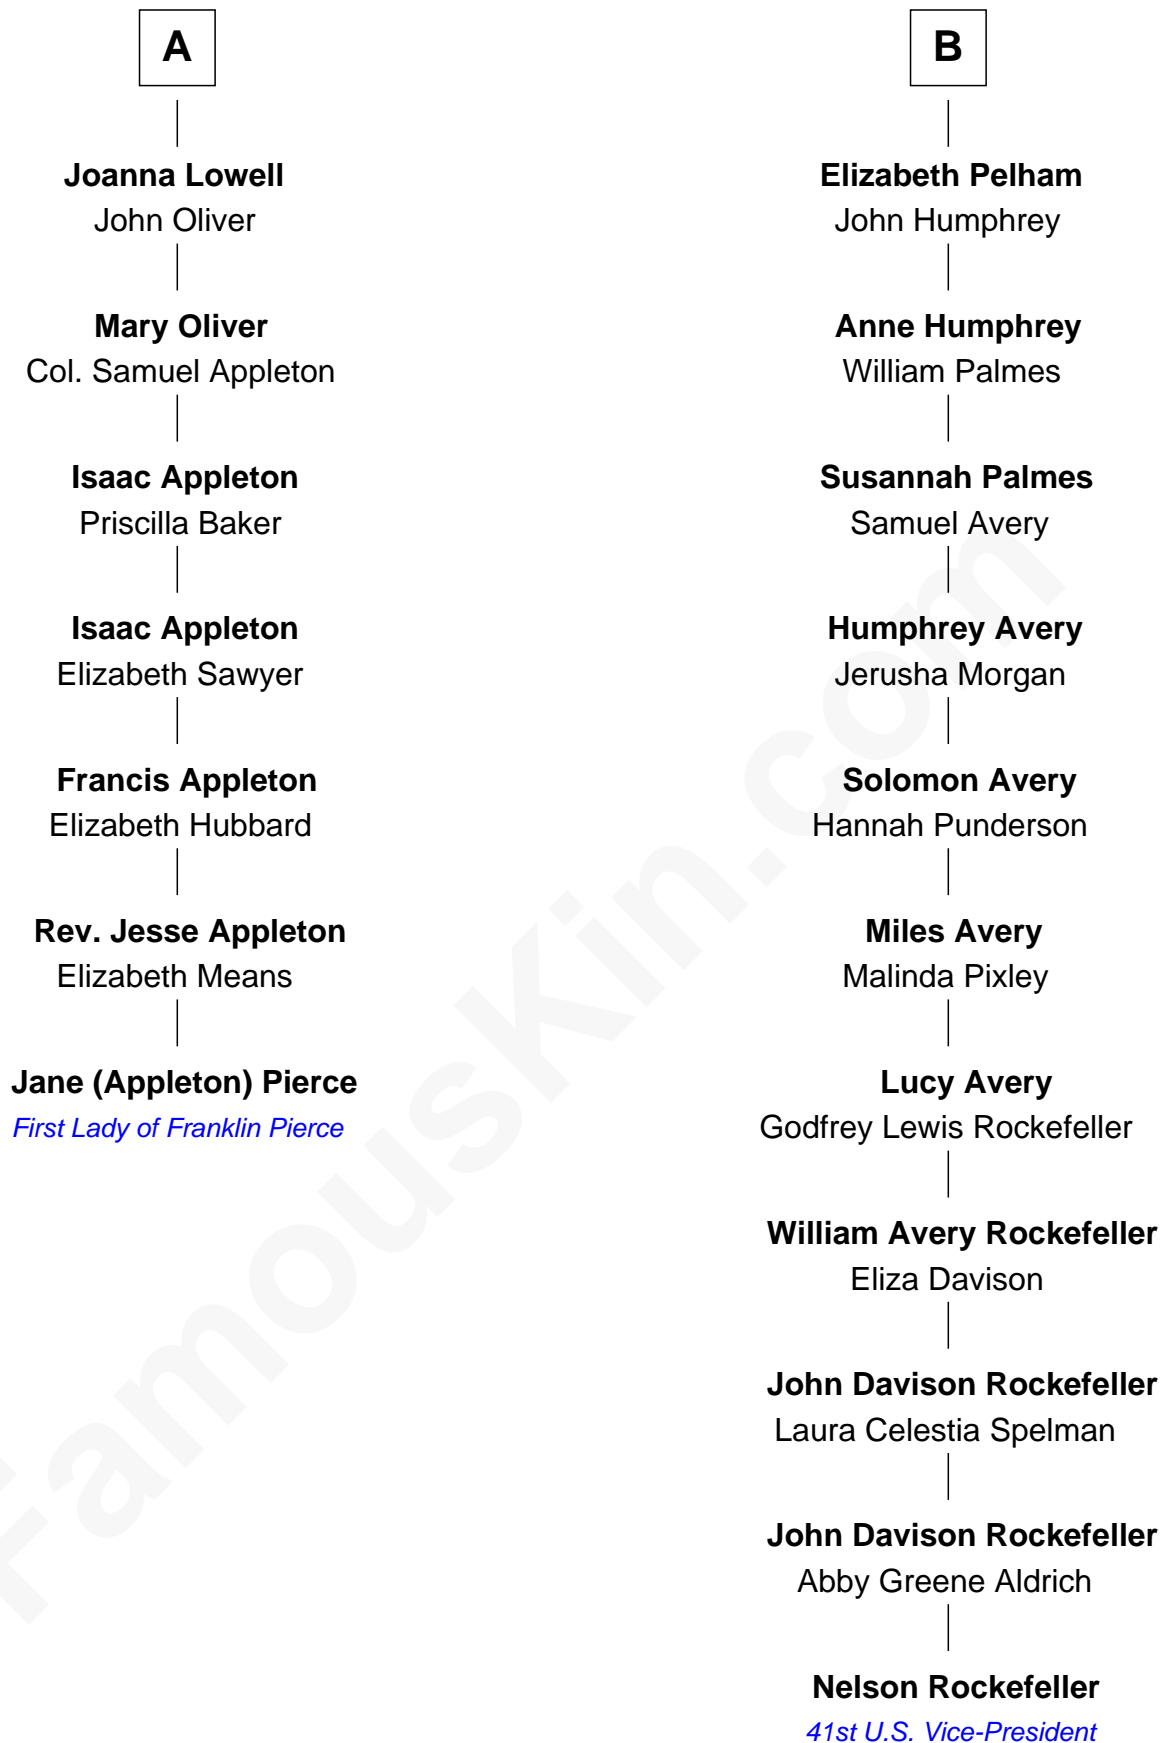 A
Joanna Lowell
John Oliver
Mary Oliver
Col. Samuel Appleton
Isaac Appleton
Priscilla Baker
Isaac Appleton
Elizabeth Sawyer
Francis Appleton
Elizabeth Hubbard
Rev. Jesse Appleton
Elizabeth Means
Jane (Appleton) Pierce
First Lady of Franklin Pierce
B
Elizabeth Pelham
John Humphrey
Anne Humphrey
William Palmes
Susannah Palmes
Samuel Avery
Humphrey Avery
Jerusha Morgan
Solomon Avery
Hannah Punderson
Miles Avery
Malinda Pixley
Lucy Avery
Godfrey Lewis Rockefeller
William Avery Rockefeller
Eliza Davison
John Davison Rockefeller
Laura Celestia Spelman
John Davison Rockefeller
Abby Greene Aldrich
Nelson Rockefeller
41st U.S. Vice-President
FamousKin.com